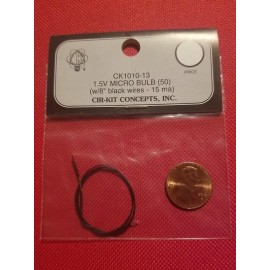 CK1010-13
1.5V MICRO BULB (50)
(w/8" black wires - 15 ma)
CIR-KIT CONCEPTS, INC.